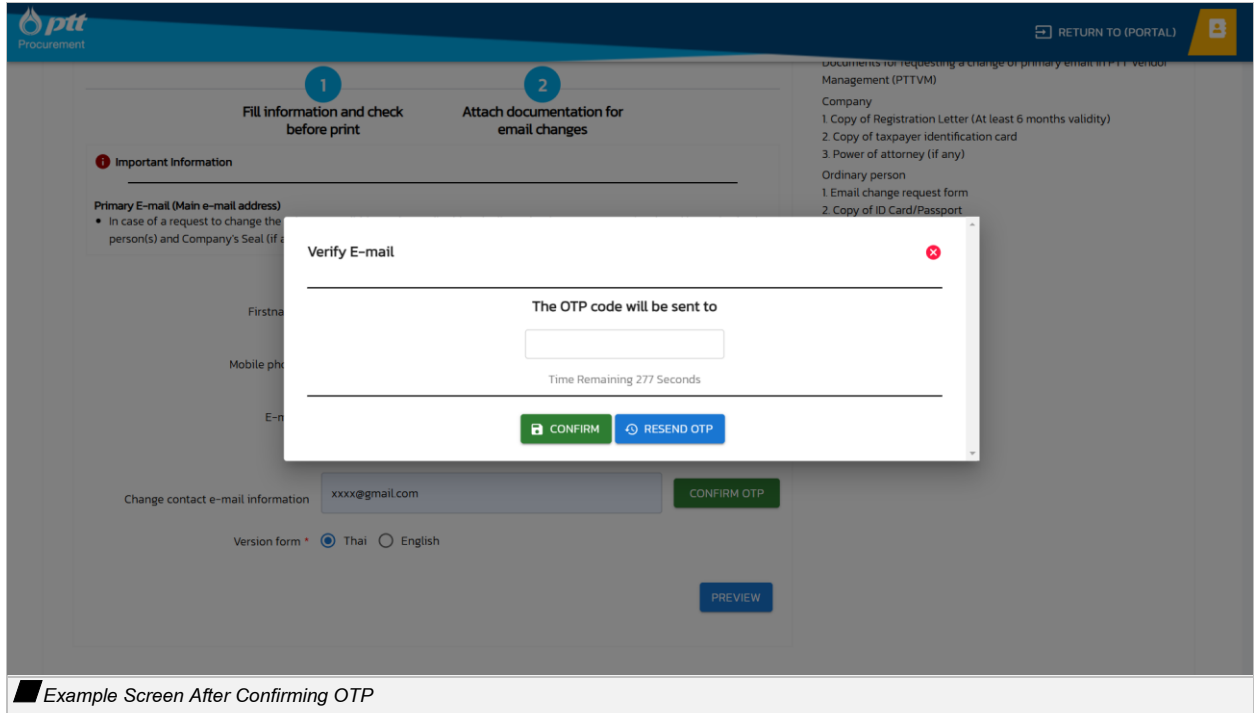 ptt
Procurement
RETURN TO (PORTAL)
1
2
Fill information and check
before print
Attach documentation for
email changes
Important Information
Primary E-mail (Main e-mail address)
• In case of a request to change the
person(s) and Company's Seal (if
Documents for requesting a change of primary email in PTT Vendor
Management (PTTVM)
Company
1. Copy of Registration Letter (At least 6 months validity)
2. Copy of taxpayer identification card
3. Power of attorney (if any)
Ordinary person
1. Email change request form
2. Copy of ID Card/Passport
Verify E-mail
The OTP code will be sent to
Time Remaining 277 Seconds
CONFIRM
RESEND OTP
Firstna
Mobile pho
Change contact e-mail information
xxxx@gmail.com
CONFIRM OTP
Version form *
Thai
English
PREVIEW
Example Screen After Confirming OTP